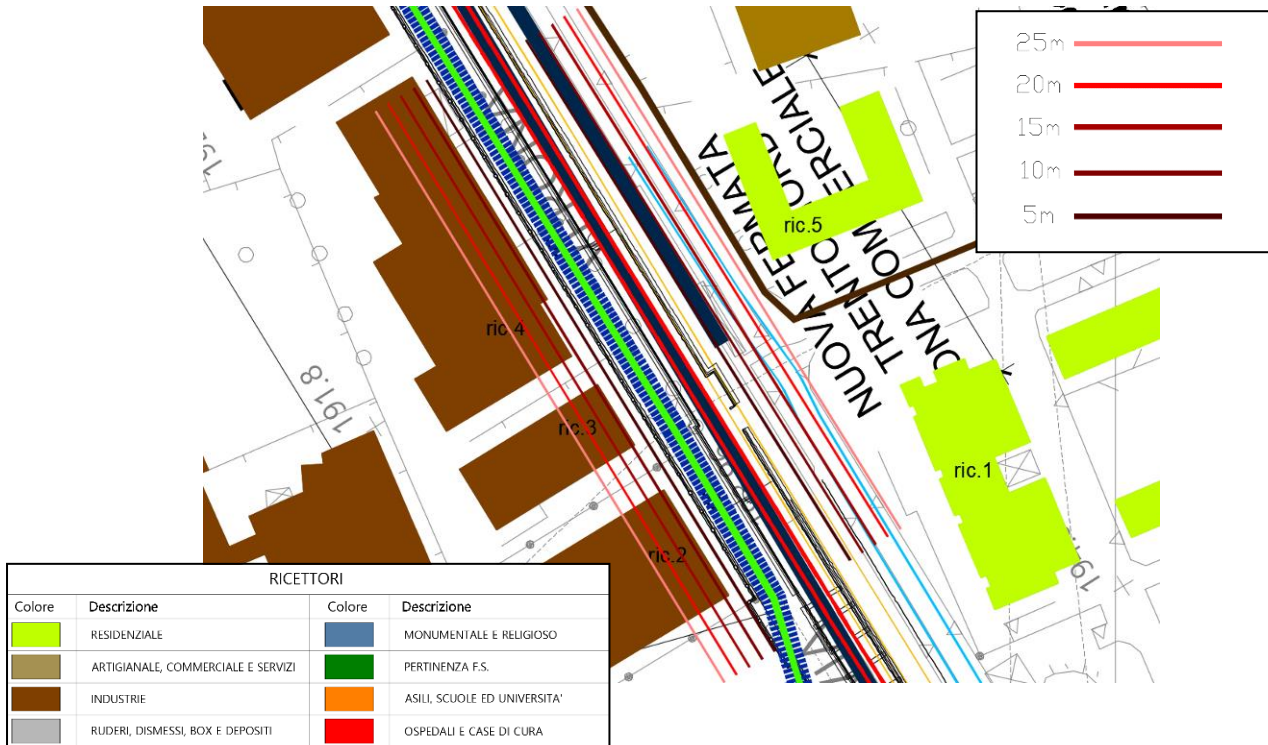 25m
20m
15m
10m
5m
NUOVA FERMATA
TRENTO NORD
ZONA COMMERCIALE
ric.5
ric.4
ric.3
ric.1
ric.2
191.8
RICETTORI
Colore Descrizione Colore Descrizione
RESIDENZIALE MONUMENTALE E RELIGIOSO
ARTIGIANALE, COMMERCIALE E SERVIZI PERTINENZA F.S.
INDUSTRIE ASILI, SCUOLE ED UNIVERSITA'
RUDERI, DISMESSI, BOX E DEPOSITI OSPEDALI E CASE DI CURA